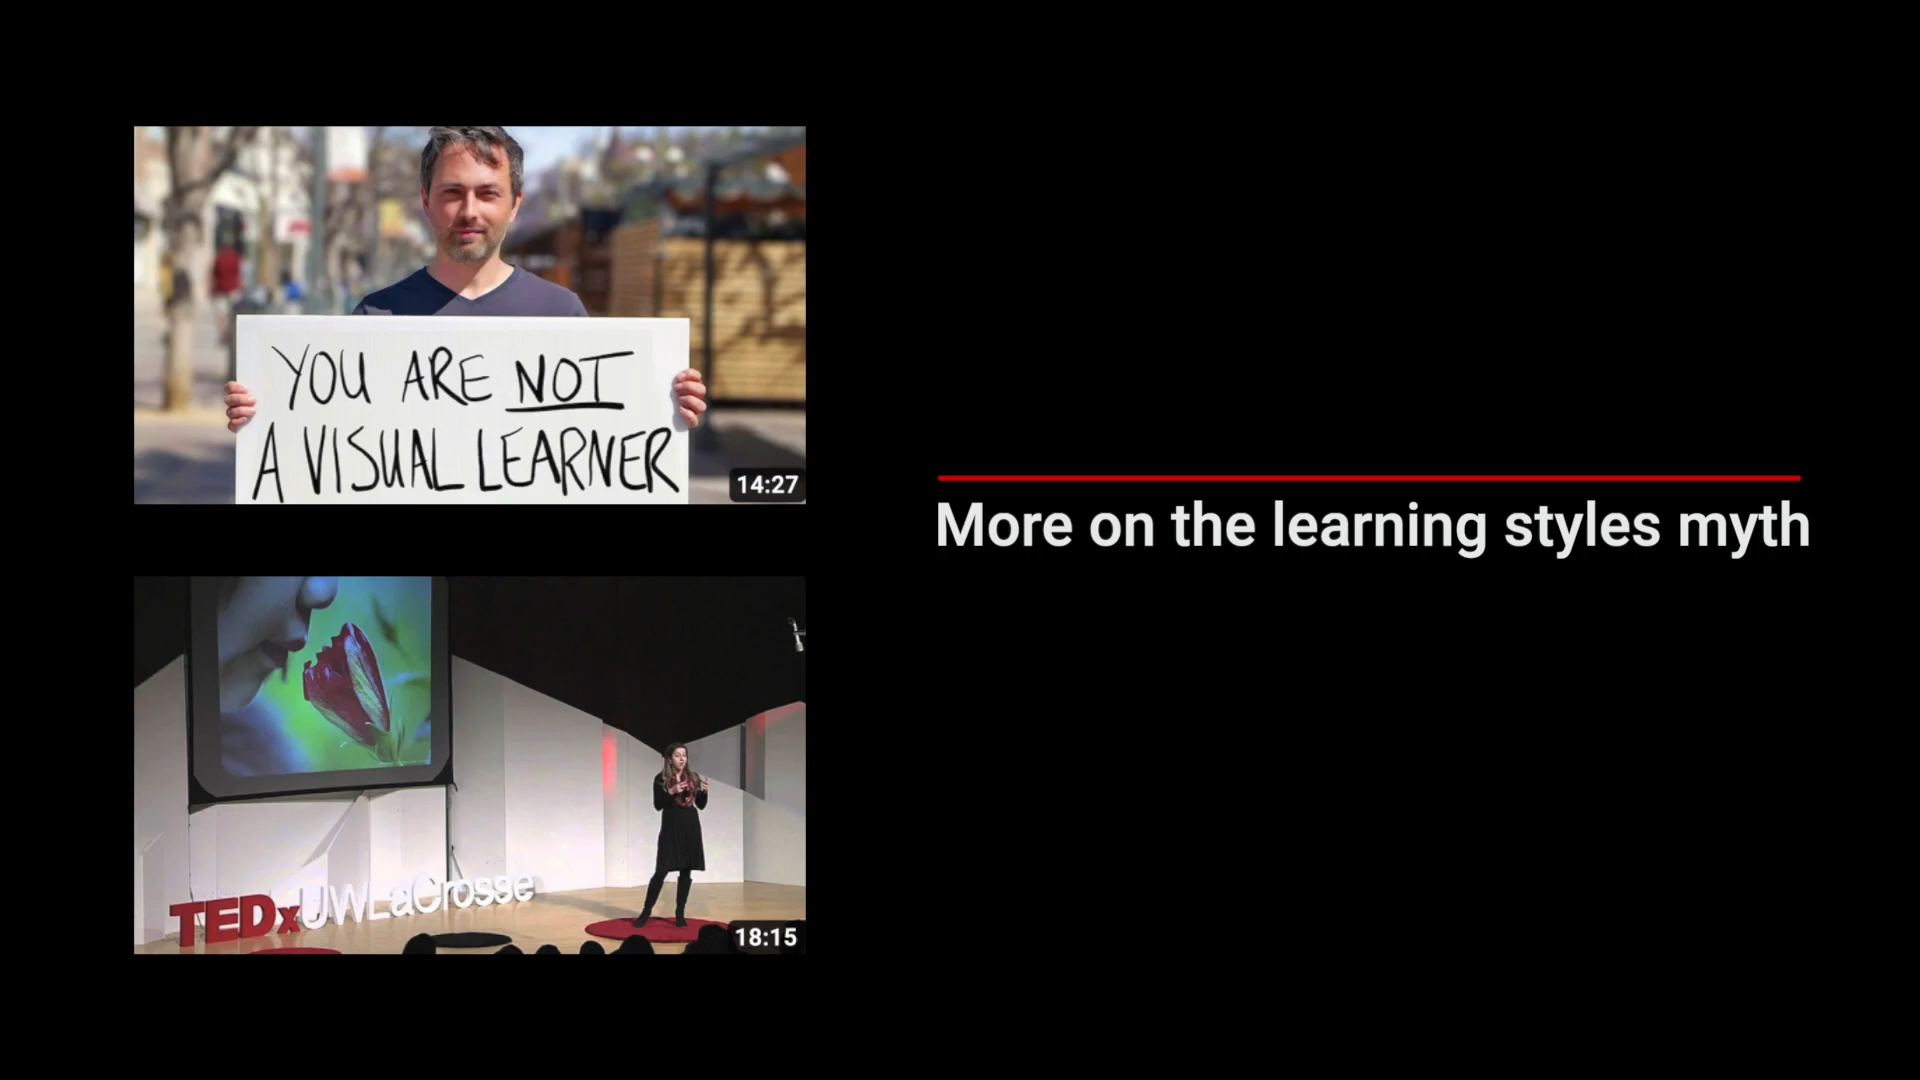 YOU ARE NOT
A VISUAL LEARNER
14:27
More on the learning styles myth
TEDxUWLaCrosse
18:15